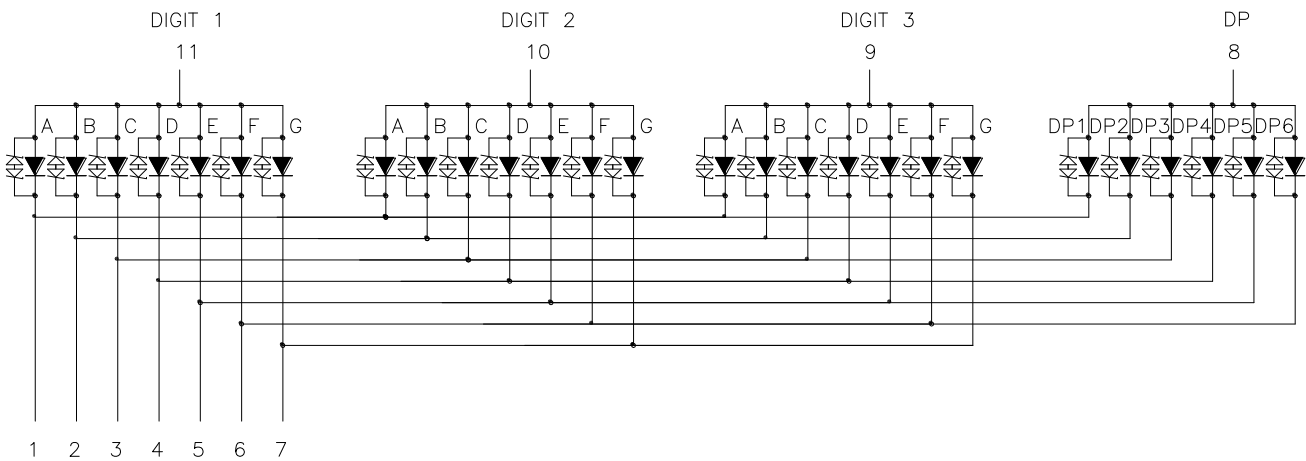 DIGIT 1 DIGIT 2 DIGIT 3 DP
11 10 9 8
A B C D E F G A B C D E F G A B C D E F G DP1 DP2 DP3 DP4 DP5 DP6
1 2 3 4 5 6 7